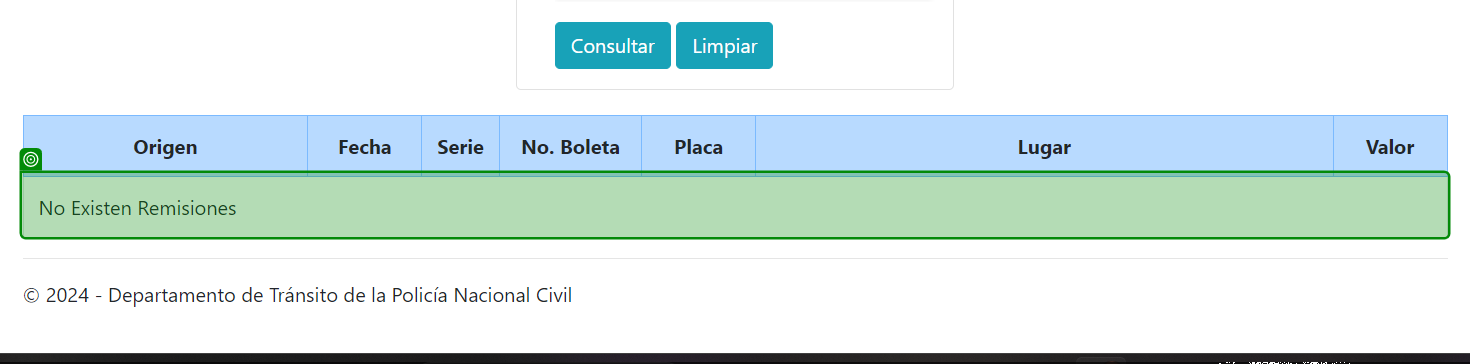 Consultar Limpiar
Origen Fecha Serie No. Boleta Placa Lugar Valor
No Existen Remisiones
© 2024 - Departamento de Tránsito de la Policía Nacional Civil